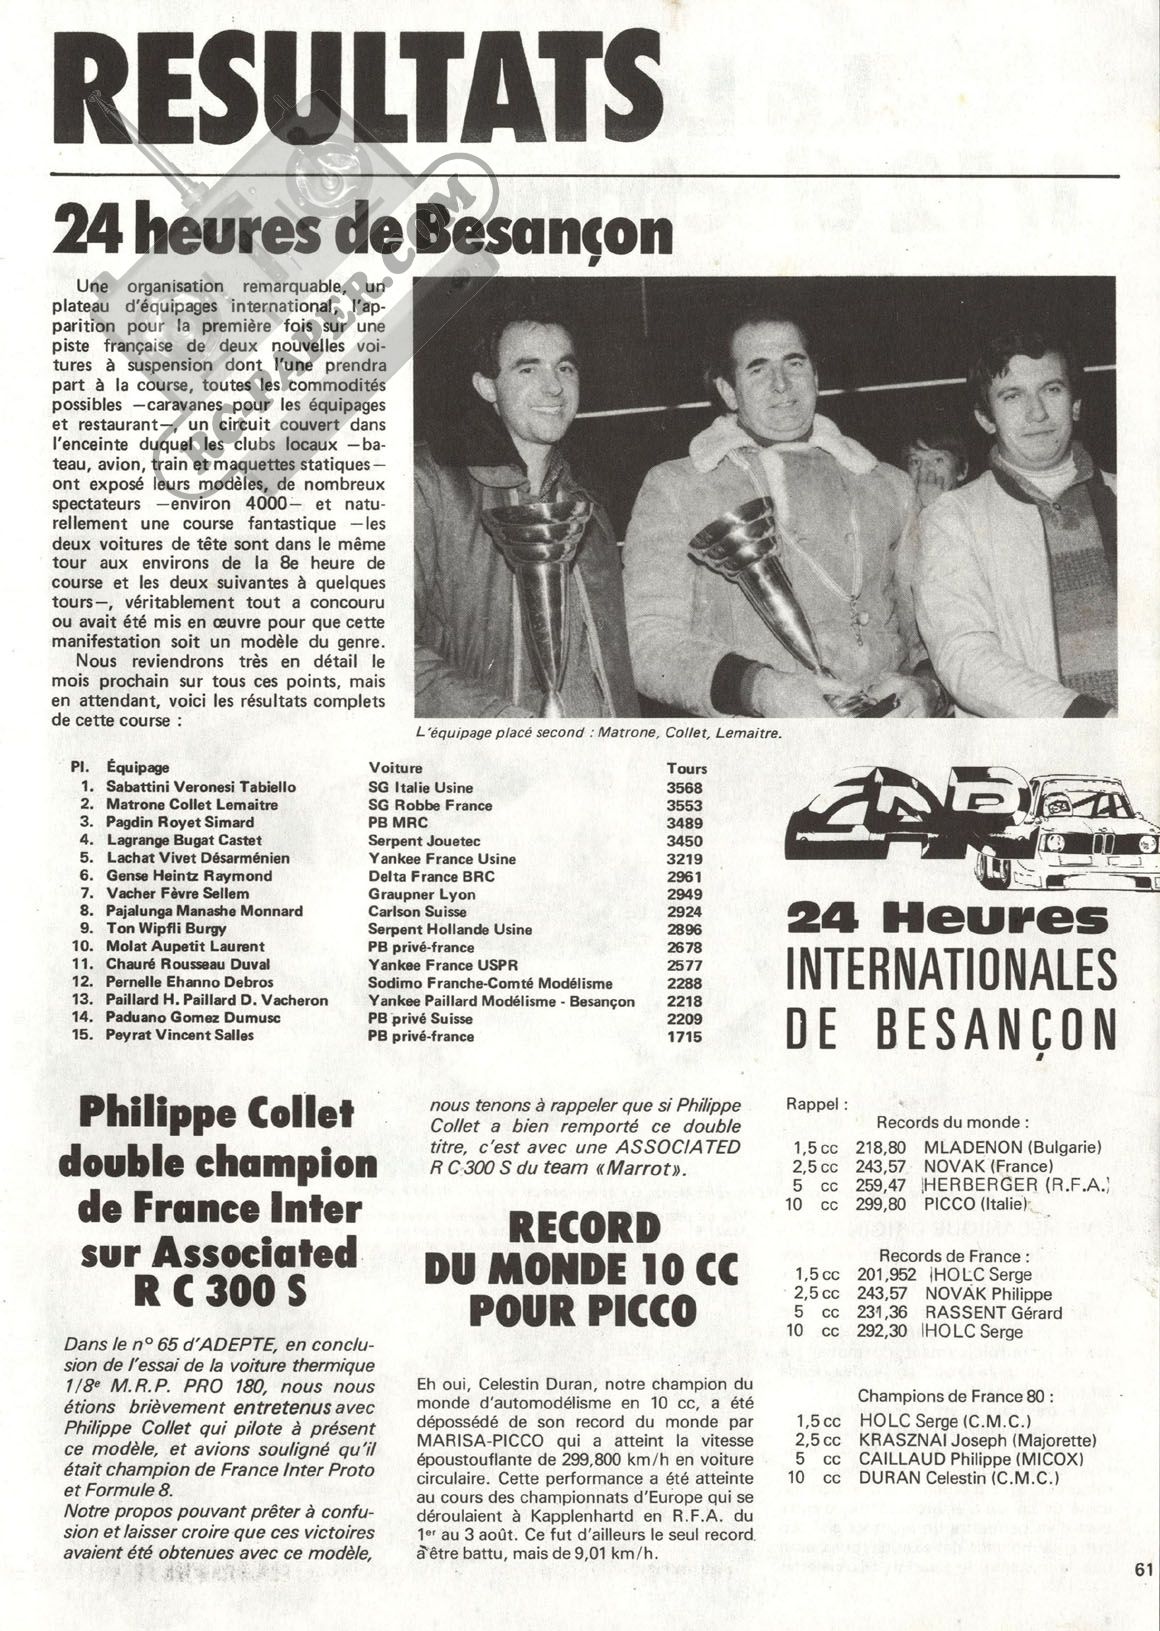 RESULTATS
24 heures de Besançon
Une organisation remarquable, un
plateau d'équipages international, l'ap-
parition pour la première fois sur une
piste française de deux nouvelles voi-
tures à suspension dont l'une prendra
part à la course, toutes les commodités
possibles —caravanes pour les équipages
et restaurant—, un circuit couvert dans
l'enceinte duquel les clubs locaux —ba-
teau, avion, train et maquettes statiques—
ont exposé leurs modèles, de nombreux
spectateurs —environ 4000— et natu-
rellement une course fantastique —les
deux voitures de tête sont dans le même
tour aux environs de la 8e heure de
course et les deux suivantes à quelques
tours—, véritablement tout a concouru
ou avait été mis en œuvre pour que cette
manifestation soit un modèle du genre.
Nous reviendrons très en détail le
mois prochain sur tous ces points, mais
en attendant, voici les résultats complets
de cette course :
RCPAPER.COM
L'équipage placé second : Matrone, Collet, Lemaitre.
Pl. Équipage Voiture Tours
1. Sabattini Veronesi Tabiello SG Italie Usine 3568
2. Matrone Collet Lemaitre SG Robbe France 3553
3. Pagdin Royet Simard PB MRC 3489
4. Lagrange Bugat Castet Serpent Jouetec 3450
5. Lachat Vivet Désarménien Yankee France Usine 3219
6. Gense Heintz Raymond Delta France BRC 2961
7. Vacher Fèvre Sellem Graupner Lyon 2949
8. Pajalunga Manashe Monnard Carlson Suisse 2924
9. Ton Wipfli Burgy Serpent Hollande Usine 2896
10. Molat Aupetit Laurent PB privé-france 2678
11. Chauré Rousseau Duval Yankee France USPR 2577
12. Pernelle Ehanno Debros Sodimo Franche-Comté Modélisme 2288
13. Paillard H. Paillard D. Vacheron Yankee Paillard Modélisme - Besançon 2218
14. Paduano Gomez Dumusc PB privé Suisse 2209
15. Peyrat Vincent Salles PB privé-france 1715
24 Heures
INTERNATIONALES
DE BESANÇON
Philippe Collet
double champion
de France Inter
sur Associated
R C 300 S
Dans le n° 65 d'ADEPTE, en conclu-
sion de l'essai de la voiture thermique
1/8e M.R.P. PRO 180, nous nous
étions brièvement entretenus avec
Philippe Collet qui pilote à présent
ce modèle, et avions souligné qu'il
était champion de France Inter Proto
et Formule 8.
Notre propos pouvant prêter à confu-
sion et laisser croire que ces victoires
avaient été obtenues avec ce modèle,
nous tenons à rappeler que si Philippe
Collet a bien remporté ce double
titre, c'est avec une ASSOCIATED
R C 300 S du team «Marrot».
RECORD
DU MONDE 10 CC
POUR PICCO
Eh oui, Celestin Duran, notre champion du
monde d'automodélisme en 10 cc, a été
dépossédé de son record du monde par
MARISA-PICCO qui a atteint la vitesse
époustouflante de 299,800 km/h en voiture
circulaire. Cette performance a été atteinte
au cours des championnats d'Europe qui se
déroulaient à Kapplenhartd en R.F.A. du
1er au 3 août. Ce fut d'ailleurs le seul record
à être battu, mais de 9,01 km/h.
Rappel :
Records du monde :
1,5 cc 218,80 MLADENON (Bulgarie)
2,5 cc 243,57 NOVAK (France)
5 cc 259,47 HERBERGER (R.F.A.)
10 cc 299,80 PICCO (Italie)
Records de France :
1,5 cc 201,952 HOLC Serge
2,5 cc 243,57 NOVAK Philippe
5 cc 231,36 RASSENT Gérard
10 cc 292,30 HOLC Serge
Champions de France 80 :
1,5 cc HOLC Serge (C.M.C.)
2,5 cc KRASZNAI Joseph (Majorette)
5 cc CAILLAUD Philippe (MICOX)
10 cc DURAN Celestin (C.M.C.)
61